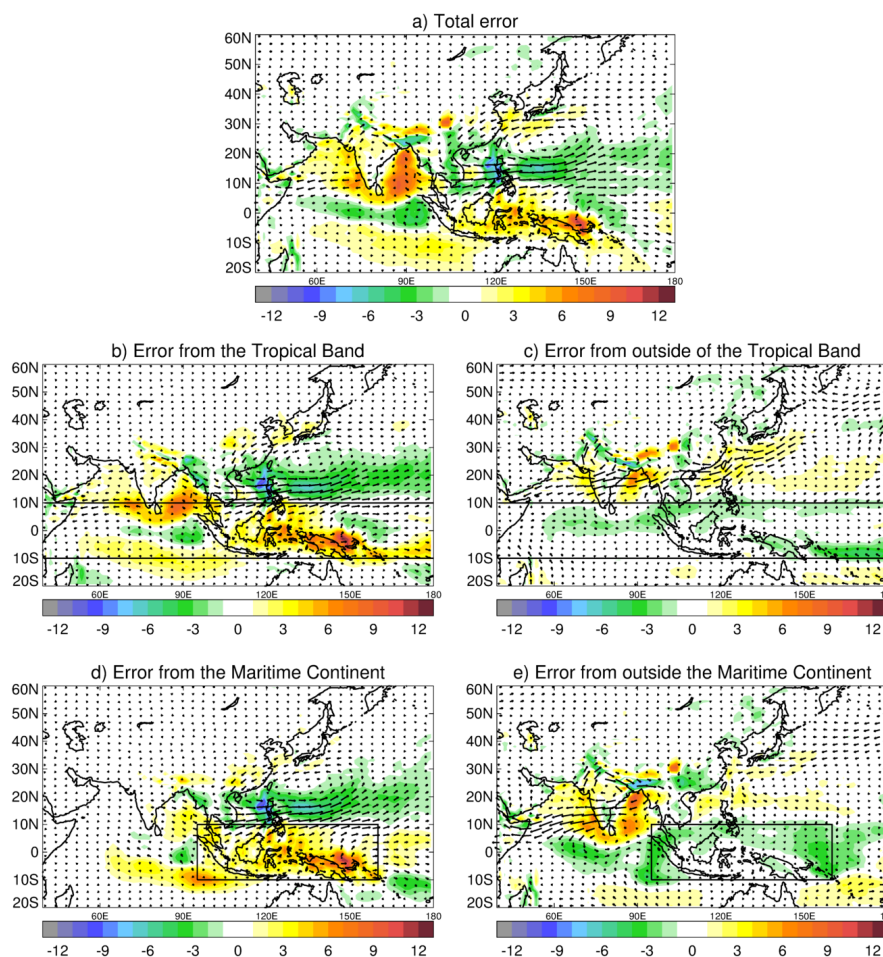 a) Total error
60N
50N
40N
30N
20N
10N
0
10S
20S
60E 90E 120E 150E 180
-12 -9 -6 -3 0 3 6 9 12
b) Error from the Tropical Band
60N
50N
40N
30N
20N
10N
0
10S
20S
60E 90E 120E 150E 180
-12 -9 -6 -3 0 3 6 9 12
c) Error from outside of the Tropical Band
60N
50N
40N
30N
20N
10N
0
10S
20S
60E 90E 120E 150E 18
-12 -9 -6 -3 0 3 6 9 12
d) Error from the Maritime Continent
60N
50N
40N
30N
20N
10N
0
10S
20S
60E 90E 120E 150E 180
-12 -9 -6 -3 0 3 6 9 12
e) Error from outside the Maritime Continent
60N
50N
40N
30N
20N
10N
0
10S
20S
60E 90E 120E 150E 18
-12 -9 -6 -3 0 3 6 9 12